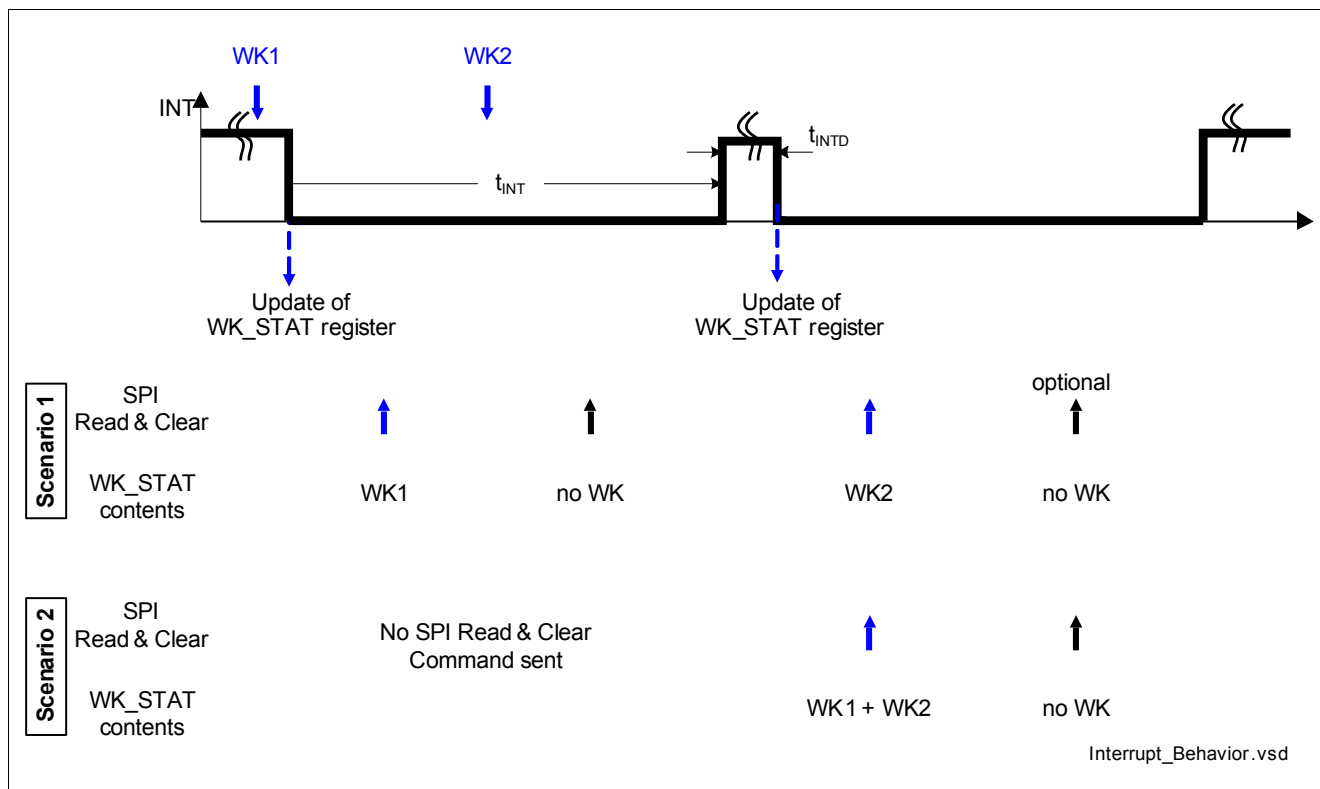 WK1
WK2
INT
tINTD
tINT
Update of
WK_STAT register
Update of
WK_STAT register
Scenario 1
SPI
Read & Clear
optional
WK_STAT
contents
WK1
no WK
WK2
no WK
Scenario 2
SPI
Read & Clear
No SPI Read & Clear
Command sent
WK_STAT
contents
WK1 + WK2
no WK
Interrupt_Behavior.vsd